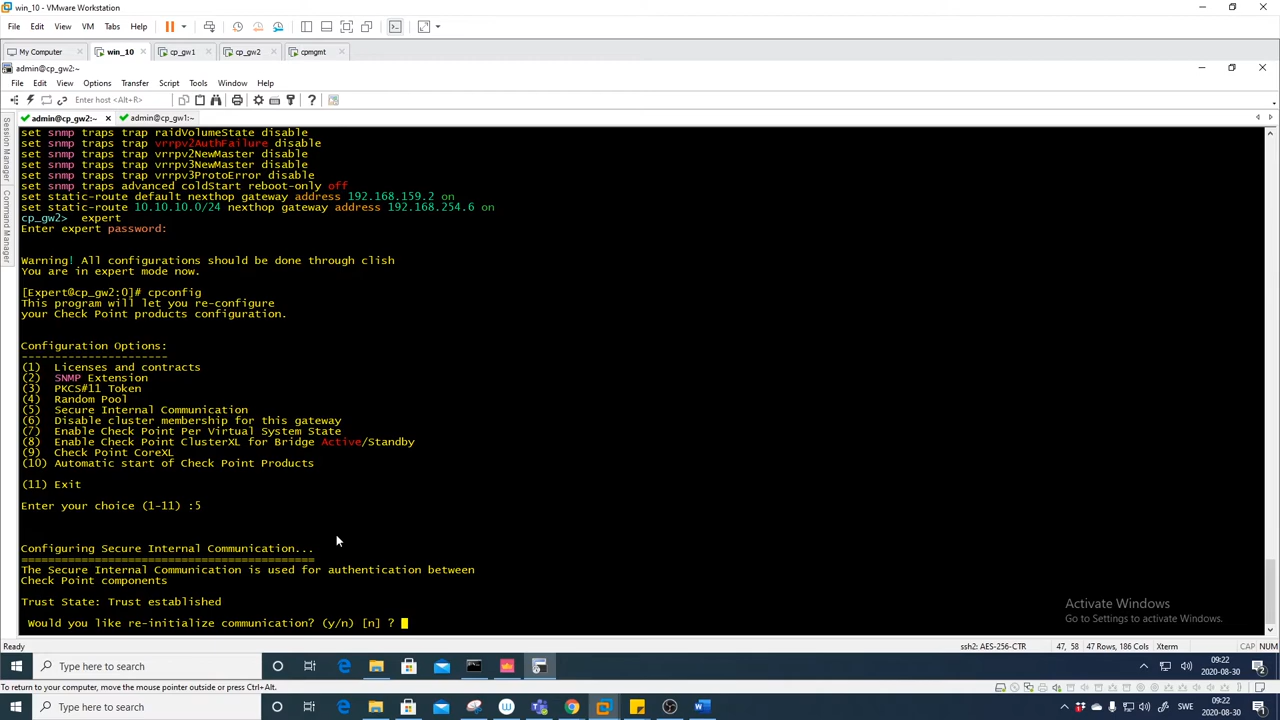 win_10 - VMware Workstation
File Edit View VM Tabs Help
My Computer win_10 cp_gw1 cp_gw2 cpmgmt
admin@cp_gw2:~
File Edit View Options Transfer Script Tools Window Help
Enter host <Alt+R>
admin@cp_gw2:~ admin@cp_gw1:~
Session Manager
Command Manager
set snmp traps trap raidVolumeState disable
set snmp traps trap vrrpv2AuthFailure disable
set snmp traps trap vrrpv2NewMaster disable
set snmp traps trap vrrpv3NewMaster disable
set snmp traps trap vrrpv3ProtoError disable
set snmp traps advanced coldStart reboot-only off
set static-route default nexthop gateway address 192.168.159.2 on
set static-route 10.10.10.0/24 nexthop gateway address 192.168.254.6 on
cp_gw2> expert
Enter expert password:
Warning! All configurations should be done through clish
You are in expert mode now.
[Expert@cp_gw2:0]# cpconfig
This program will let you re-configure
your Check Point products configuration.
Configuration Options:
----------------------
(1) Licenses and contracts
(2) SNMP Extension
(3) PKCS#11 Token
(4) Random Pool
(5) Secure Internal Communication
(6) Disable cluster membership for this gateway
(7) Enable Check Point Per Virtual System State
(8) Enable Check Point ClusterXL for Bridge Active/Standby
(9) Check Point CoreXL
(10) Automatic start of Check Point Products
(11) Exit
Enter your choice (1-11) :5
Configuring Secure Internal Communication...
============================================
The Secure Internal Communication is used for authentication between
Check Point components
Trust State: Trust established
Would you like re-initialize communication? (y/n) [n] ?
Activate Windows
Go to Settings to activate Windows.
Ready ssh2: AES-256-CTR 47, 58 47 Rows, 186 Cols Xterm CAP NUM
Type here to search 09:22
2020-08-30 2
To return to your computer, move the mouse pointer outside or press Ctrl+Alt.
Type here to search SWE 09:22
2020-08-30 2